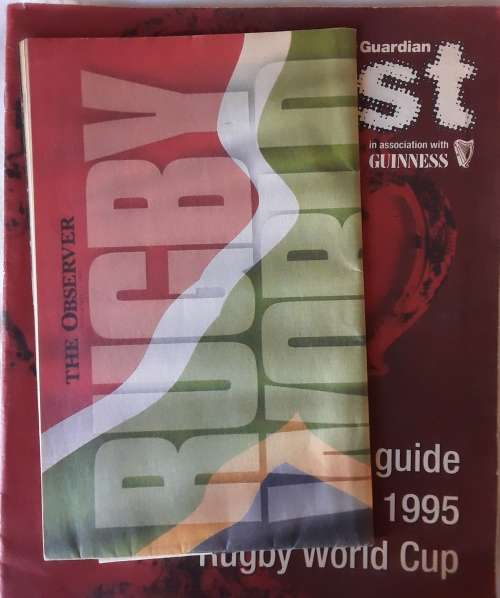 THE OBSERVER
RUGBY
WORLD
Guardian
st
in association with
GUINNESS
guide
1995
Rugby World Cup